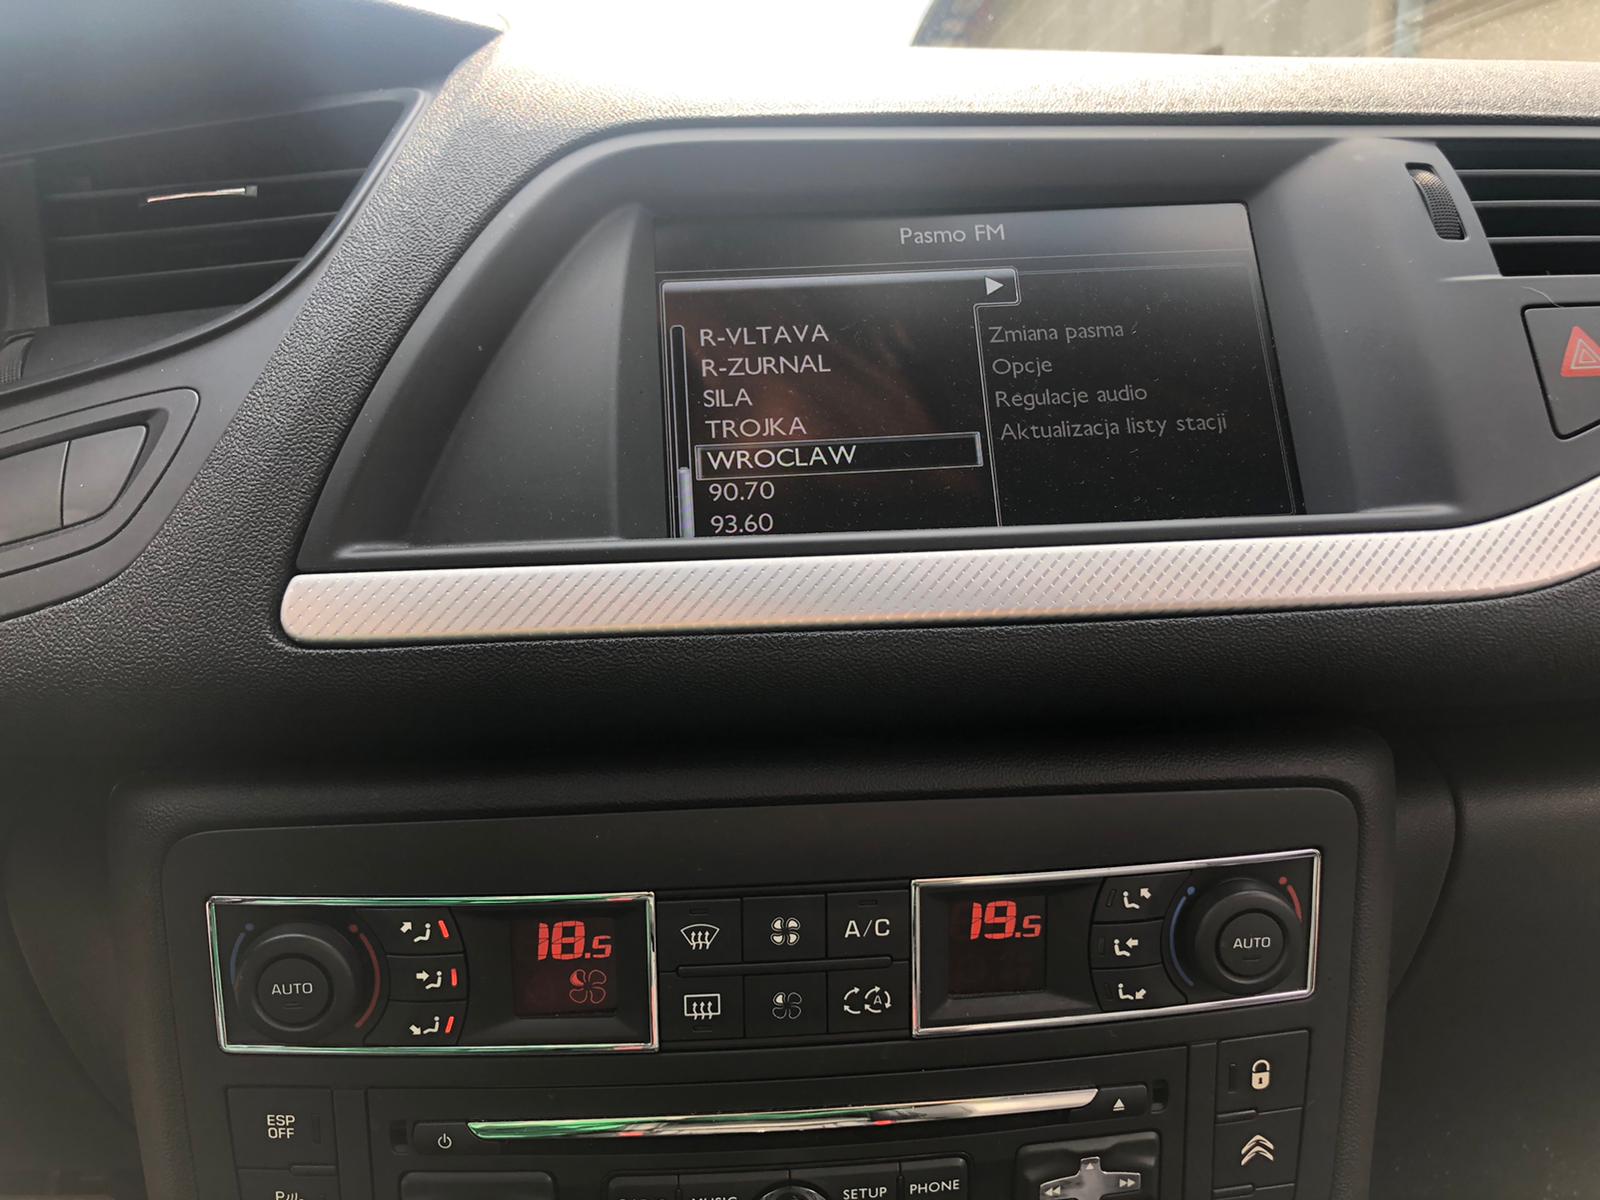 Pasmo FM
R-VLTAVA
R-ZURNAL
SILA
TROJKA
WROCLAW
90.70
93.60
Zmiana pasma
Opcje
Regulacje audio
Aktualizacja listy stacji
AUTO
18.5
A/C
A
19.5
AUTO
ESP
OFF
MUSIC
SETUP
PHONE